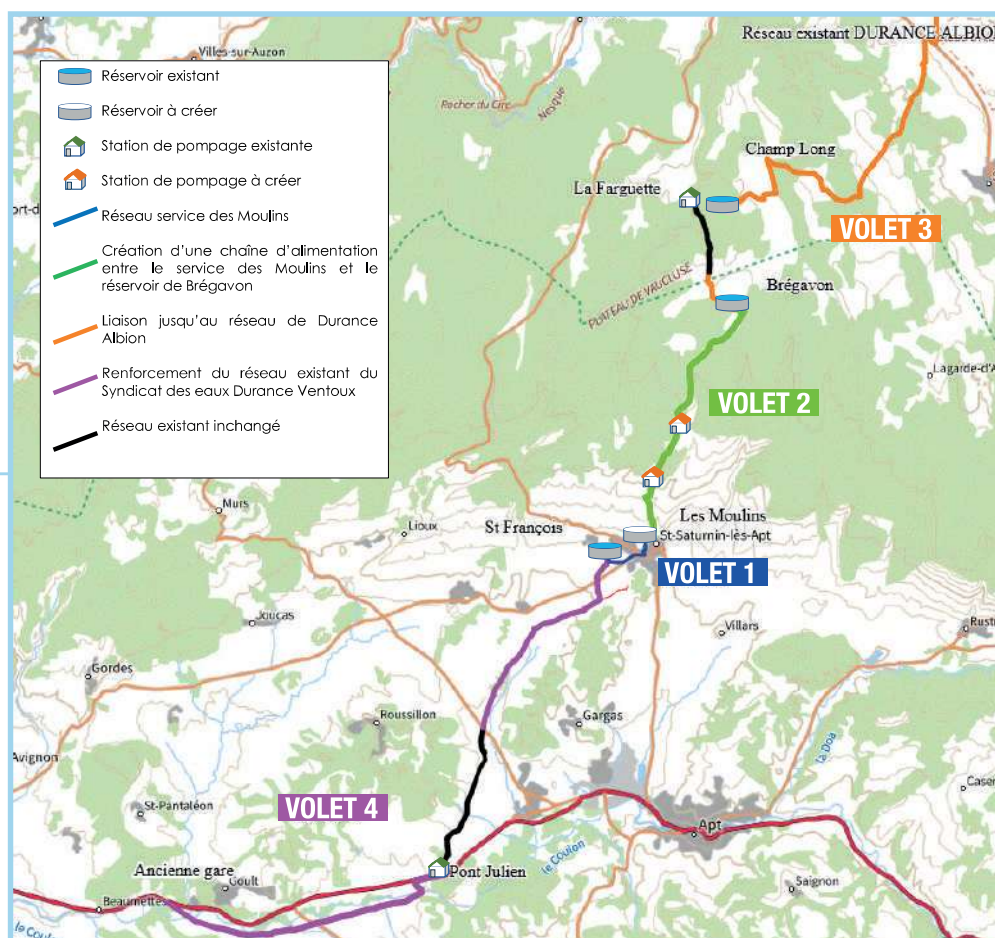 Réseau existant DURANCE ALBION
Villes-sur-Auzon
Réservoir existant
Réservoir à créer
Station de pompage existante
Station de pompage à créer
Réseau service des Moulins
Création d'une chaîne d'alimentation
entre le service des Moulins et le
réservoir de Brégavon
Liaison jusqu'au réseau de Durance
Albion
Renforcement du réseau existant du
Syndicat des eaux Durance Ventoux
Réseau existant inchangé
Rocher du Cire
Nesque
Champ Long
La Farguette
VOLET 3
PLATEAU DE VAUCLUSE
Brégavon
Lagarde-d'A
VOLET 2
Murs
Lioux
St François
Les Moulins
St-Saturnin-lès-Apt
VOLET 1
Joucas
Villars
Rust
Gordes
Roussillon
Gargas
la Doa
Avignon
Casen
St-Pantaléon
VOLET 4
Apt
le Coulon
Ancienne gare
Pont Julien
Goult
Saignon
Beaumettes
le Coul